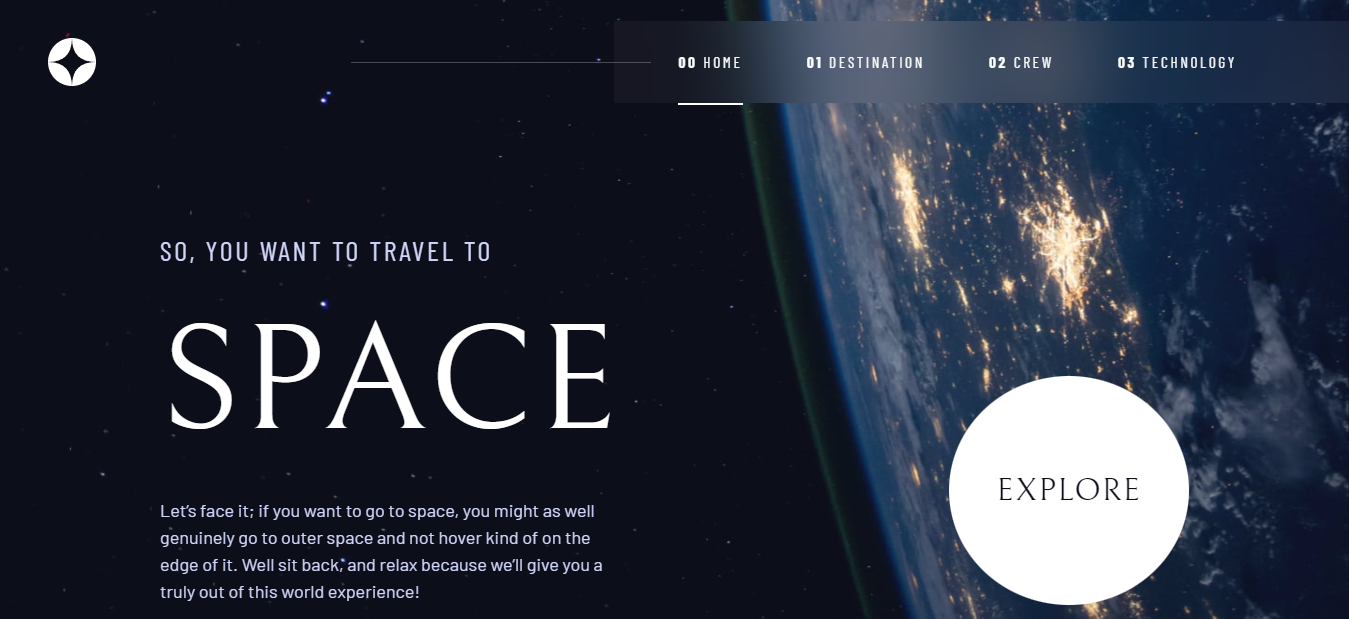 00 HOME 01 DESTINATION 02 CREW 03 TECHNOLOGY
SO, YOU WANT TO TRAVEL TO
SPACE
Let’s face it; if you want to go to space, you might as well
genuinely go to outer space and not hover kind of on the
edge of it. Well sit back, and relax because we’ll give you a
truly out of this world experience!
EXPLORE